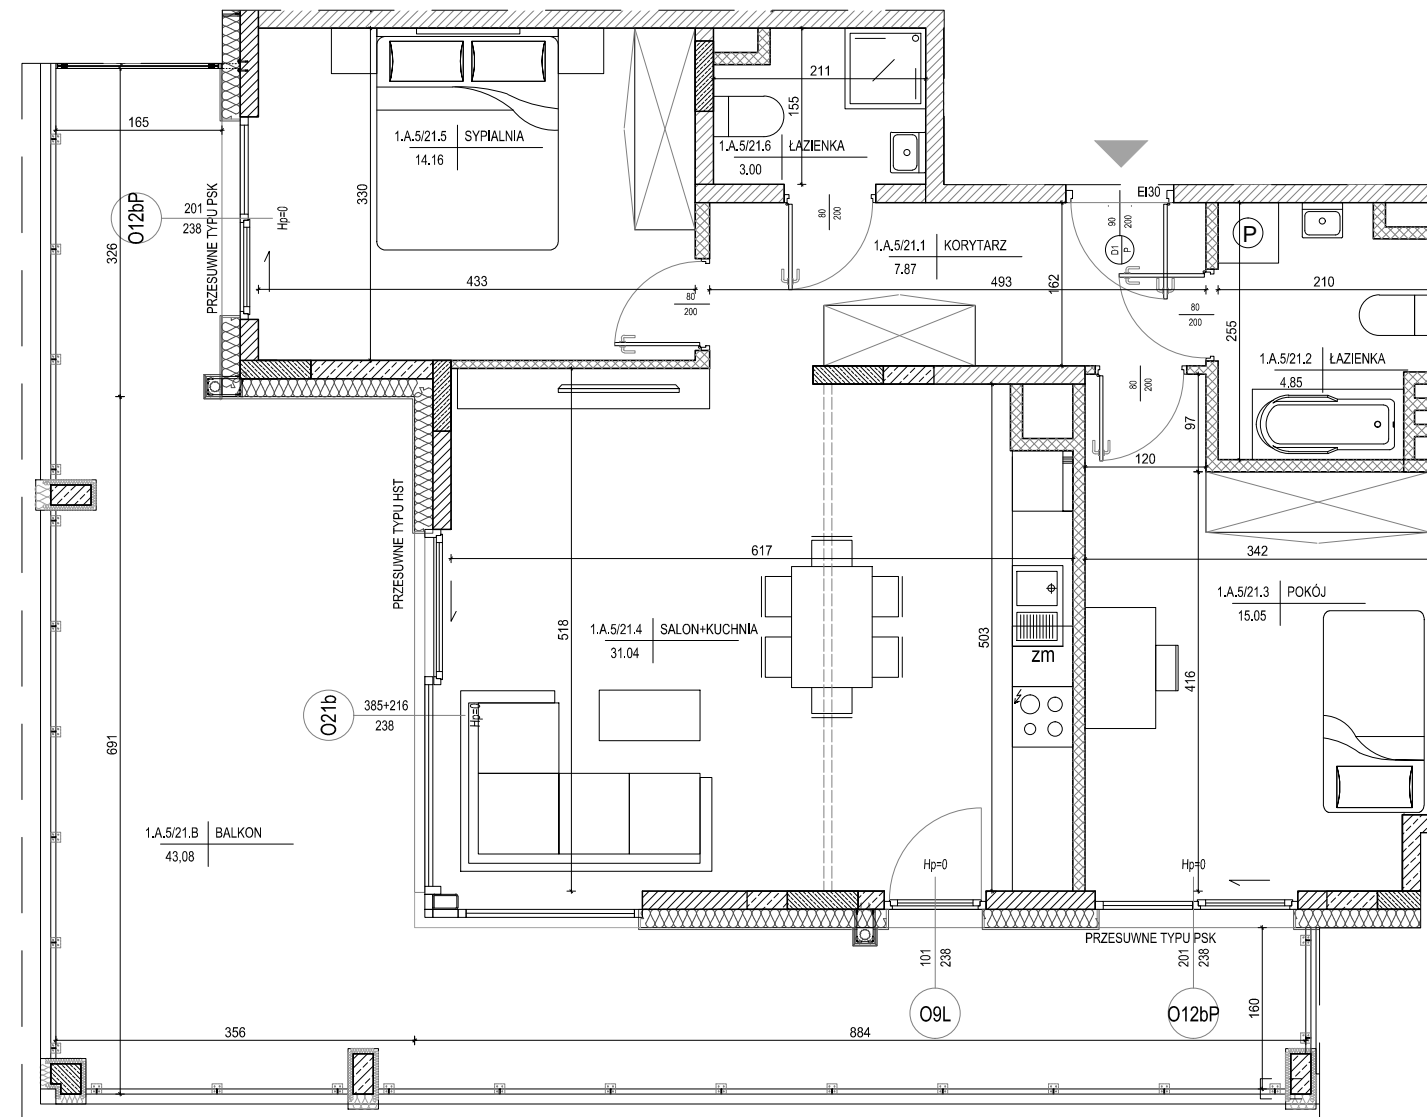 165
O12bP
201
238
PRZESUWNE TYPU PSK
Hp=0
326
330
1.A.5/21.5 SYPIALNIA
14.16
433
80
200
211
155
1.A.5/21.6 ŁAZIENKA
3.00
80
200
1.A.5/21.1 KORYTARZ
7.87
493
162
EI30
90
200
D1
P
P
210
80
200
255
1.A.5/21.2 ŁAZIENKA
4,85
80
200
97
120
PRZESUWNE TYPU HST
617
342
518
503
1.A.5/21.4 SALON+KUCHNIA
31.04
zm
1.A.5/21.3 POKÓJ
15.05
416
O21b
385+216
238
Hp=0
691
1.A.5/21.B BALKON
43,08
Hp=0
Hp=0
PRZESUWNE TYPU PSK
101
238
201
238
O9L
O12bP
160
356
884